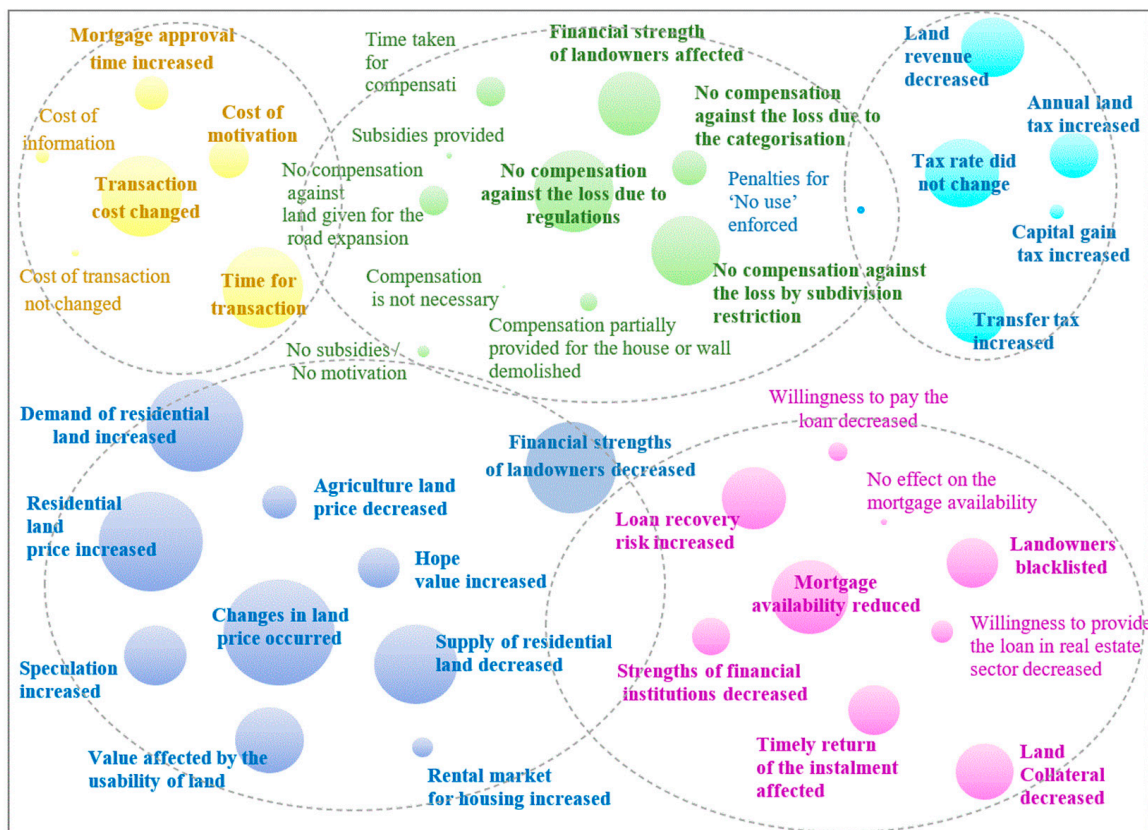 Mortgage approval
time increased
Cost of
information
Cost of
motivation
Transaction
cost changed
Cost of transaction
not changed
Time for
transaction
Time taken
for
compensati
Financial strength
of landowners affected
Subsidies provided
No compensation
against the loss due to
the categorisation
No compensation
against
land given for the
road expansion
No compensation
against the loss due to
regulations
Penalties for
‘No use’
enforced
Compensation
is not necessary
No compensation against
the loss by subdivision
restriction
Compensation partially
provided for the house or wall
demolished
No subsidies /
No motivation
Land
revenue
decreased
Annual land
tax increased
Tax rate did
not change
Capital gain
tax increased
Transfer tax
increased
Demand of residential
land increased
Financial strengths
of landowners decreased
Residential
land
price increased
Agriculture land
price decreased
Hope
value increased
Changes in land
price occurred
Supply of residential
land decreased
Speculation
increased
Value affected by the
usability of land
Rental market
for housing increased
Willingness to pay the
loan decreased
No effect on the
mortgage availability
Loan recovery
risk increased
Landowners
blacklisted
Mortgage
availability reduced
Willingness to provide
the loan in real estate
sector decreased
Strengths of financial
institutions decreased
Timely return
of the instalment
affected
Land
Collateral
decreased